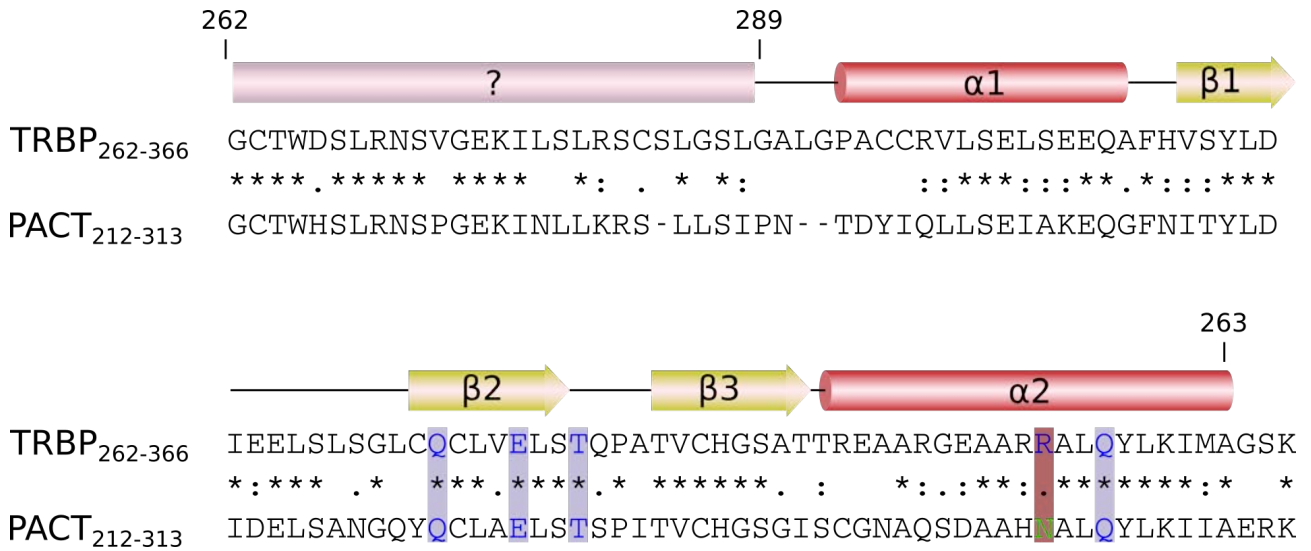 262 289
? α1 β1
TRBP262-366 GCTWDSLRNSVGEKILSLRSCSLGSLGALGPACCRVLSELSEEQAFHVSYLD
****.***** **** *: . * *: ::***:::**.*:::***
PACT212-313 GCTWHSLRNSPGEKINLLKRS-LLSIPN--TDYIQLLSEIAKEQGFNITYLD
263
β2 β3 α2
TRBP262-366 IEELSLSGLCQCLVELSTQPATVCHGSATTREAARGEAARRALQYLKIMAGSK
*:*** .* ***.****.* ******. : *:.:**:.*******:* *
PACT212-313 IDELSANGQYQCLAELSTSPITVCHGSGISCGNAQSDAAHNALQYLKIIAERK